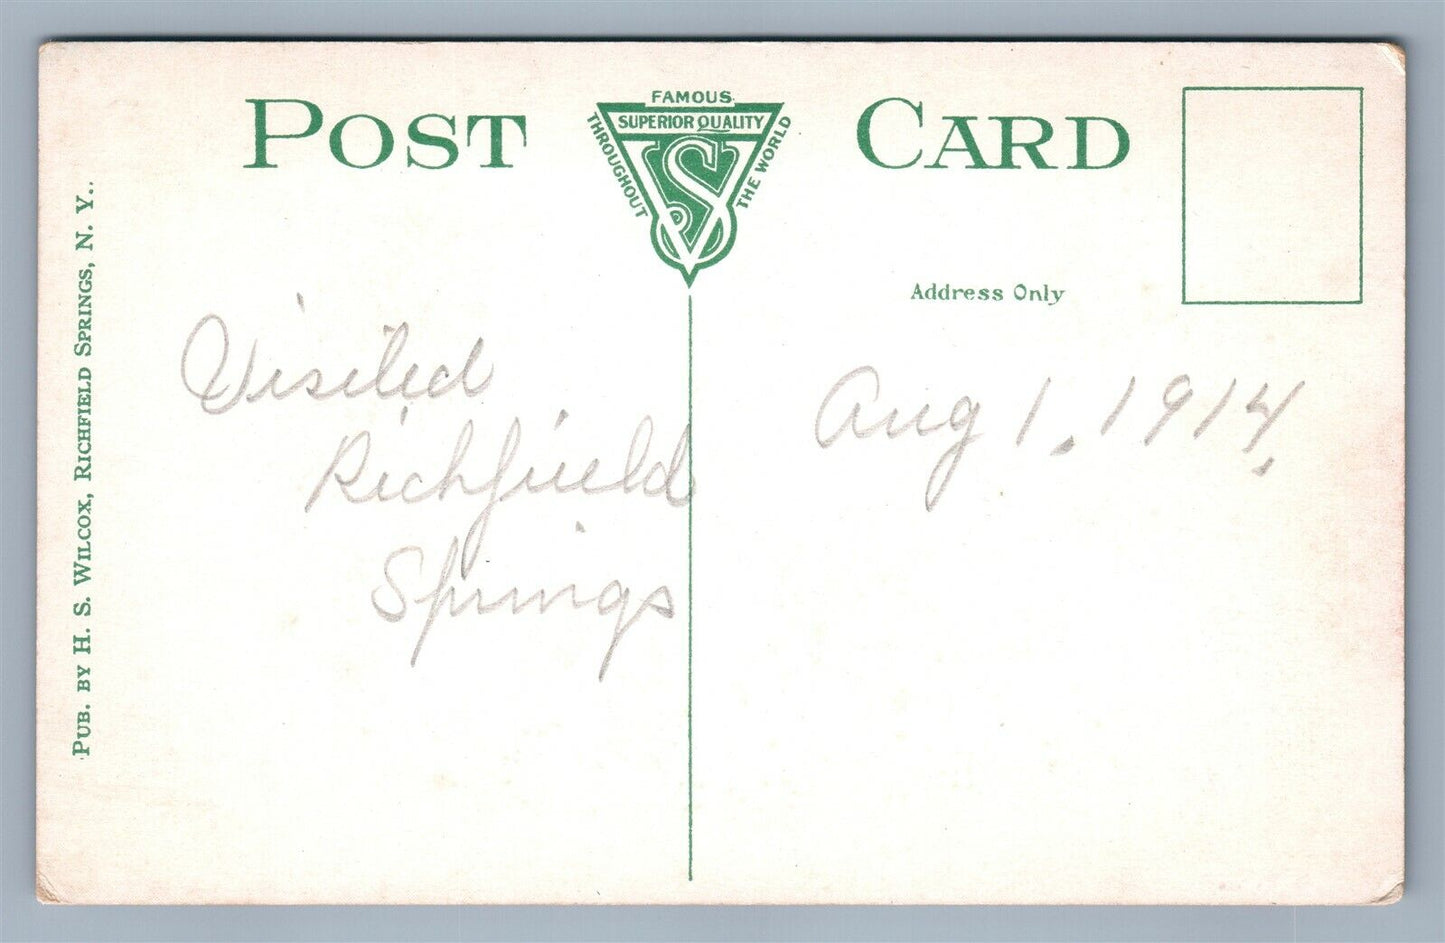 POST CARD
FAMOUS
SUPERIOR QUALITY
THROUGHOUT
THE WORLD
VS
Address Only
PUB. BY H. S. WILCOX, RICHFIELD SPRINGS, N. Y..
Visited
Richfield
Springs
Aug 1. 1914.